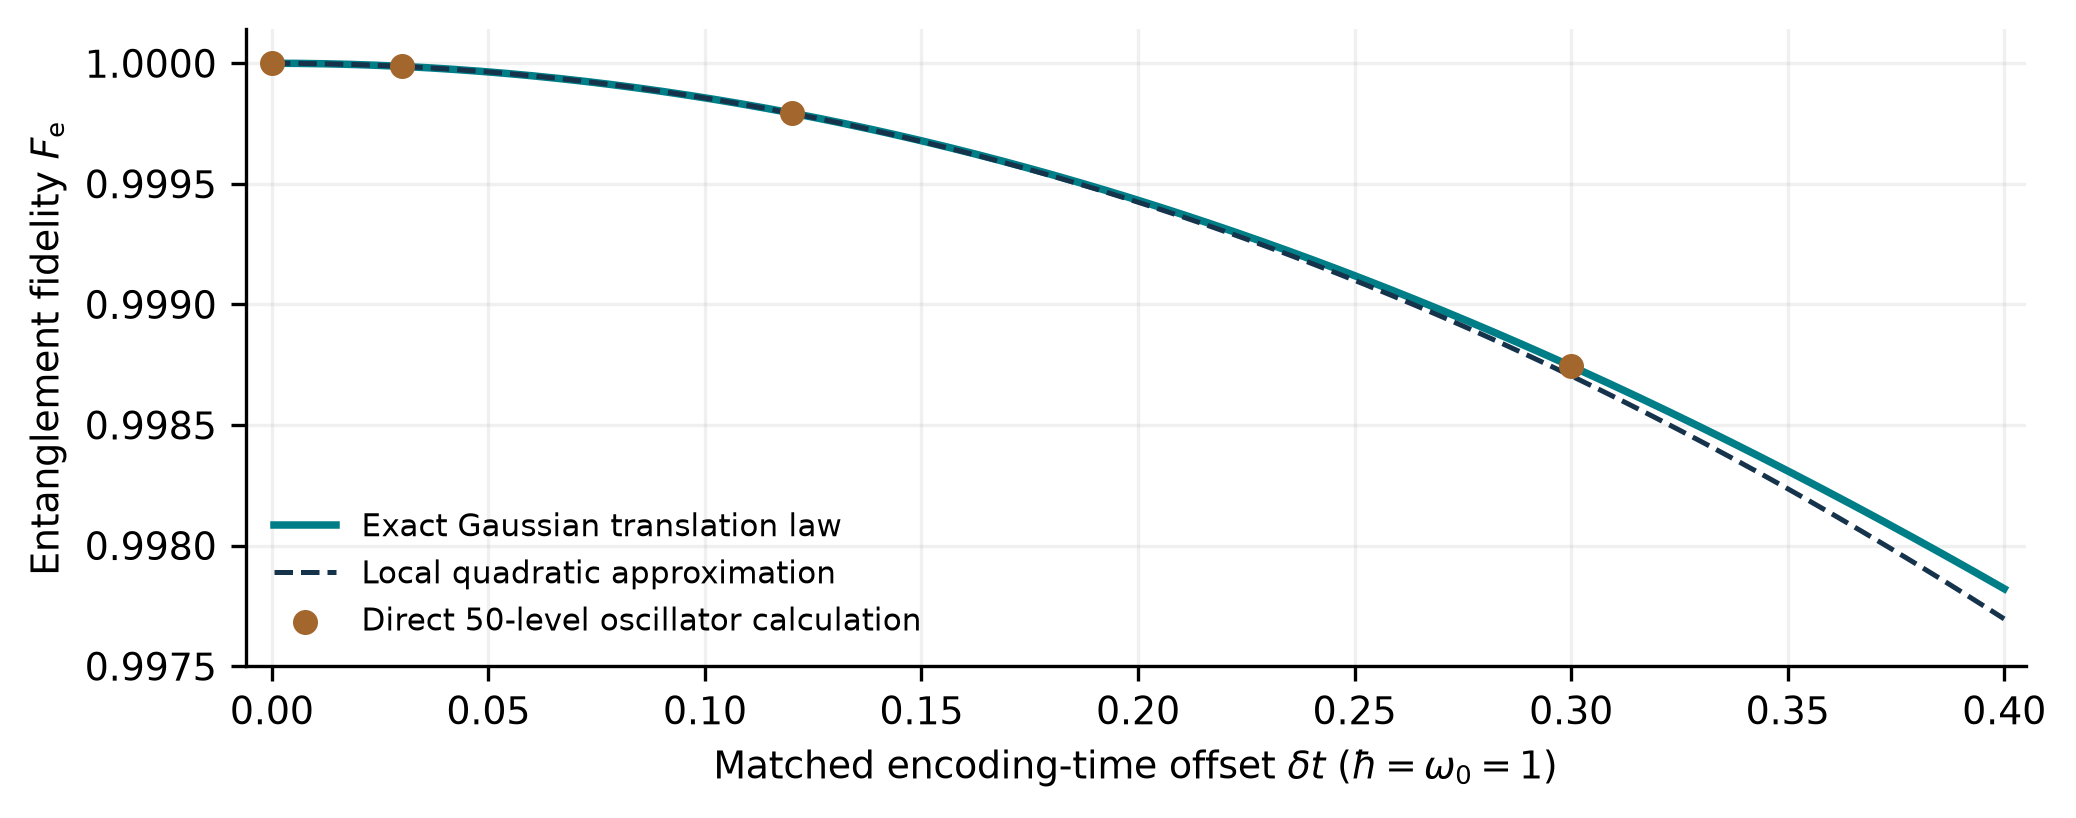 Entanglement fidelity Fₑ
1.0000
0.9995
0.9990
0.9985
0.9980
0.9975
Exact Gaussian translation law
Local quadratic approximation
Direct 50-level oscillator calculation
0.00 0.05 0.10 0.15 0.20 0.25 0.30 0.35 0.40
Matched encoding-time offset δt (ℏ = ω₀ = 1)